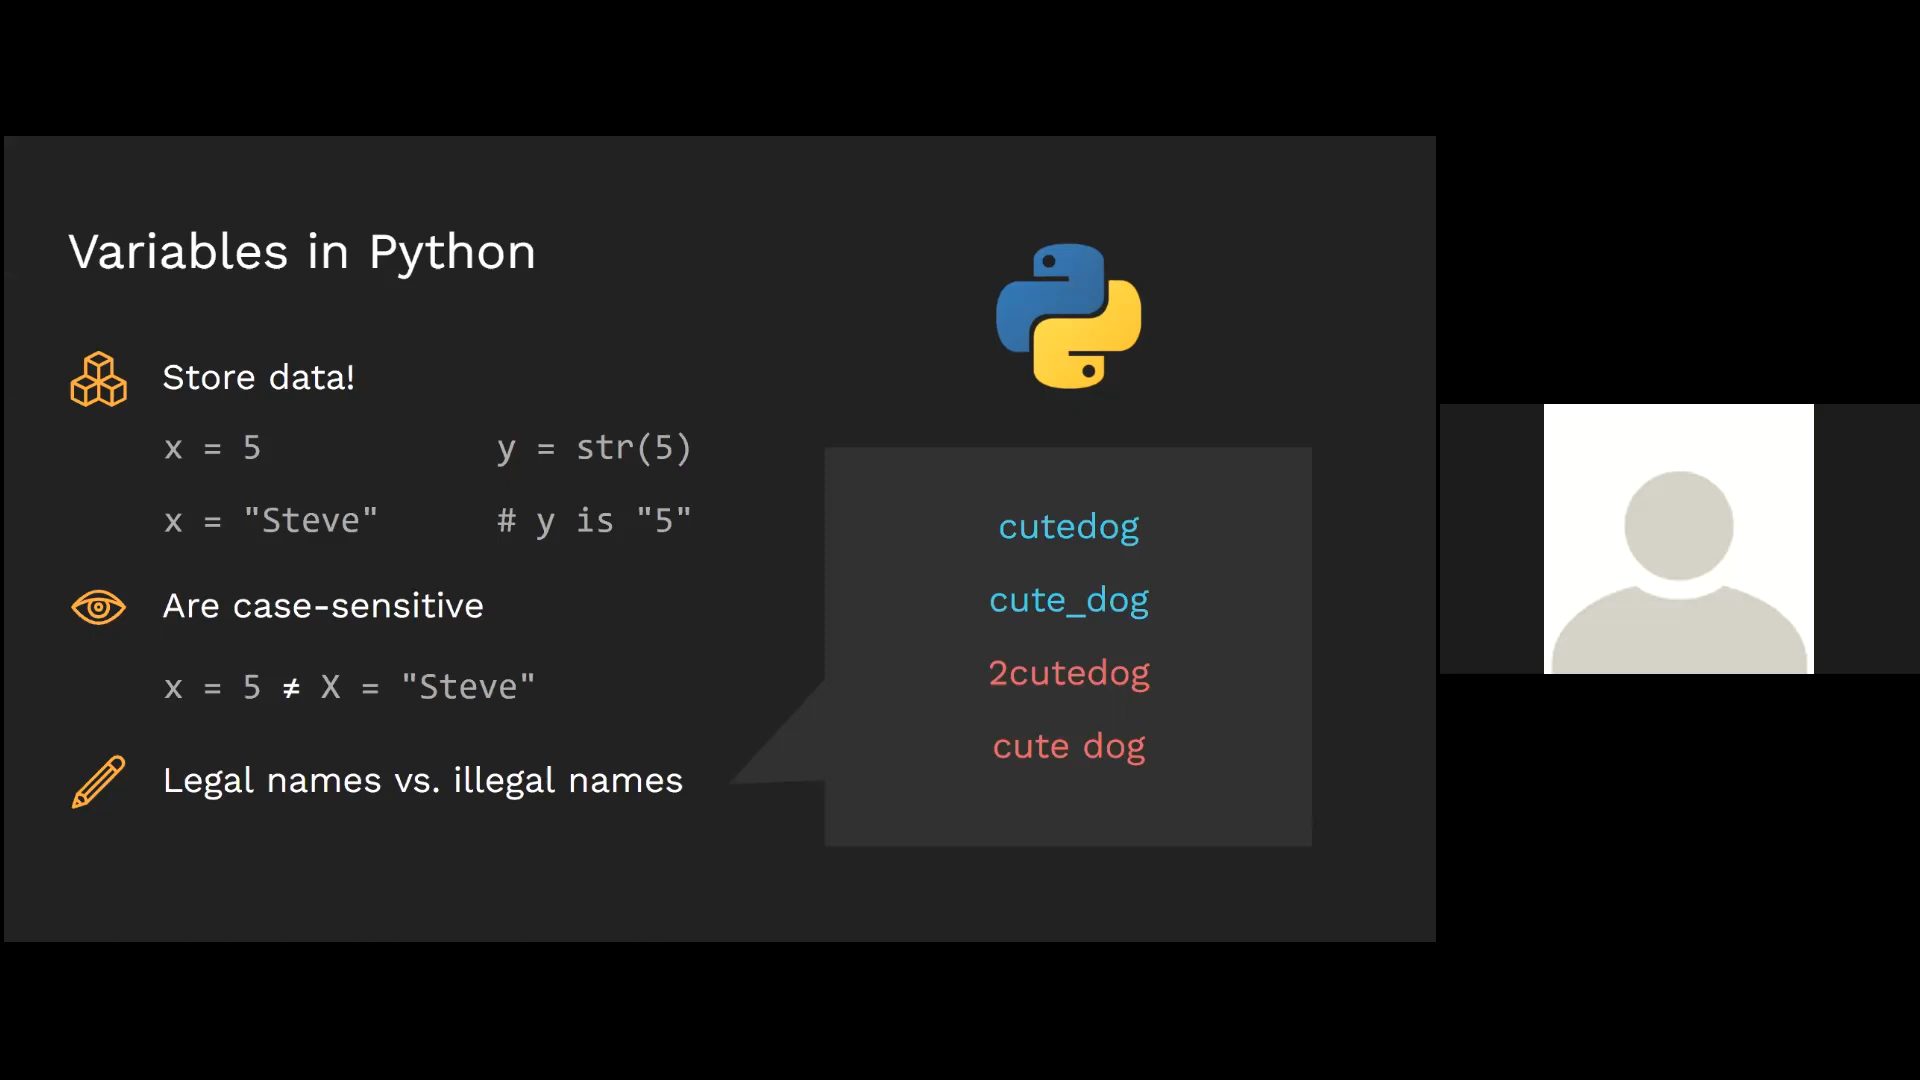 Variables in Python
Store data!
x = 5
y = str(5)
x = "Steve"
# y is "5"
Are case-sensitive
x = 5 ≠ X = "Steve"
Legal names vs. illegal names
cutedog
cute_dog
2cutedog
cute dog